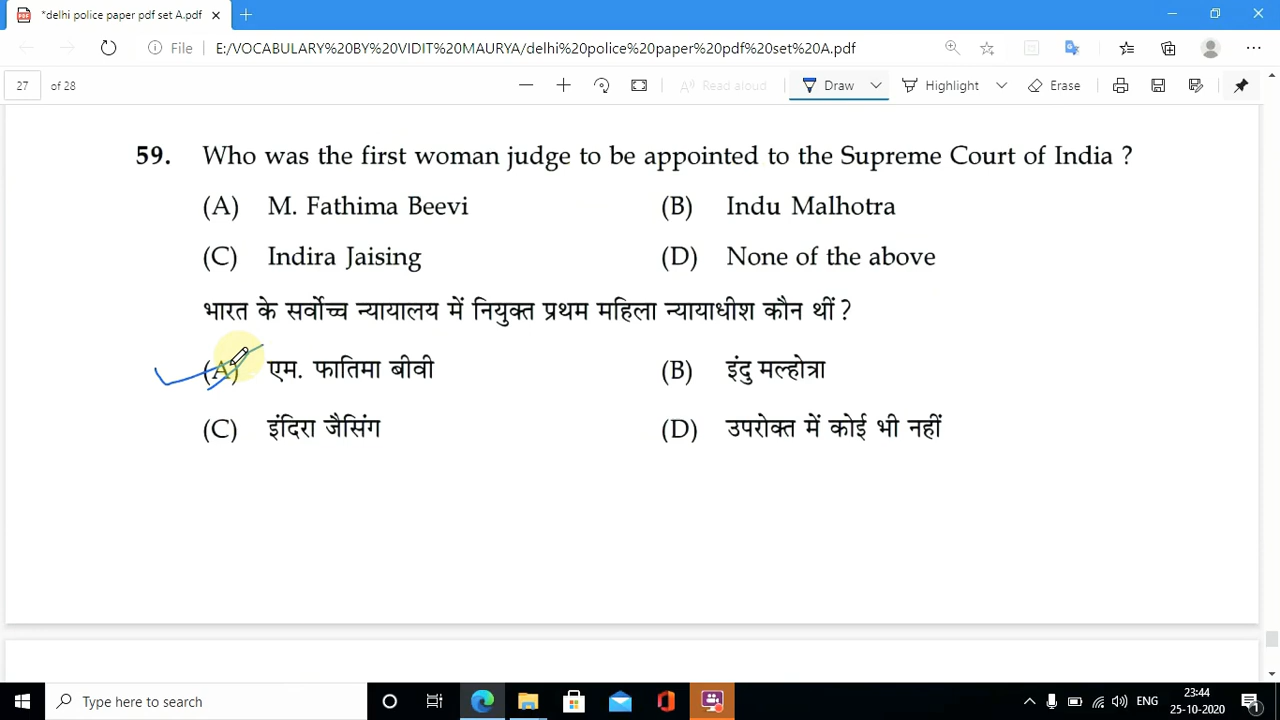 *delhi police paper pdf set A.pdf
File E:/VOCABULARY%20BY%20VIDIT%20MAURYA/delhi%20police%20paper%20pdf%20set%20A.pdf
27 of 28 Read aloud Draw Highlight Erase
59. Who was the first woman judge to be appointed to the Supreme Court of India ?
(A) M. Fathima Beevi (B) Indu Malhotra
(C) Indira Jaising (D) None of the above
भारत के सर्वोच्च न्यायालय में नियुक्त प्रथम महिला न्यायाधीश कौन थीं ?
(A) एम. फातिमा बीवी (B) इंदु मल्होत्रा
(C) इंदिरा जैसिंग (D) उपरोक्त में कोई भी नहीं
Type here to search ENG 23:44
25-10-2020